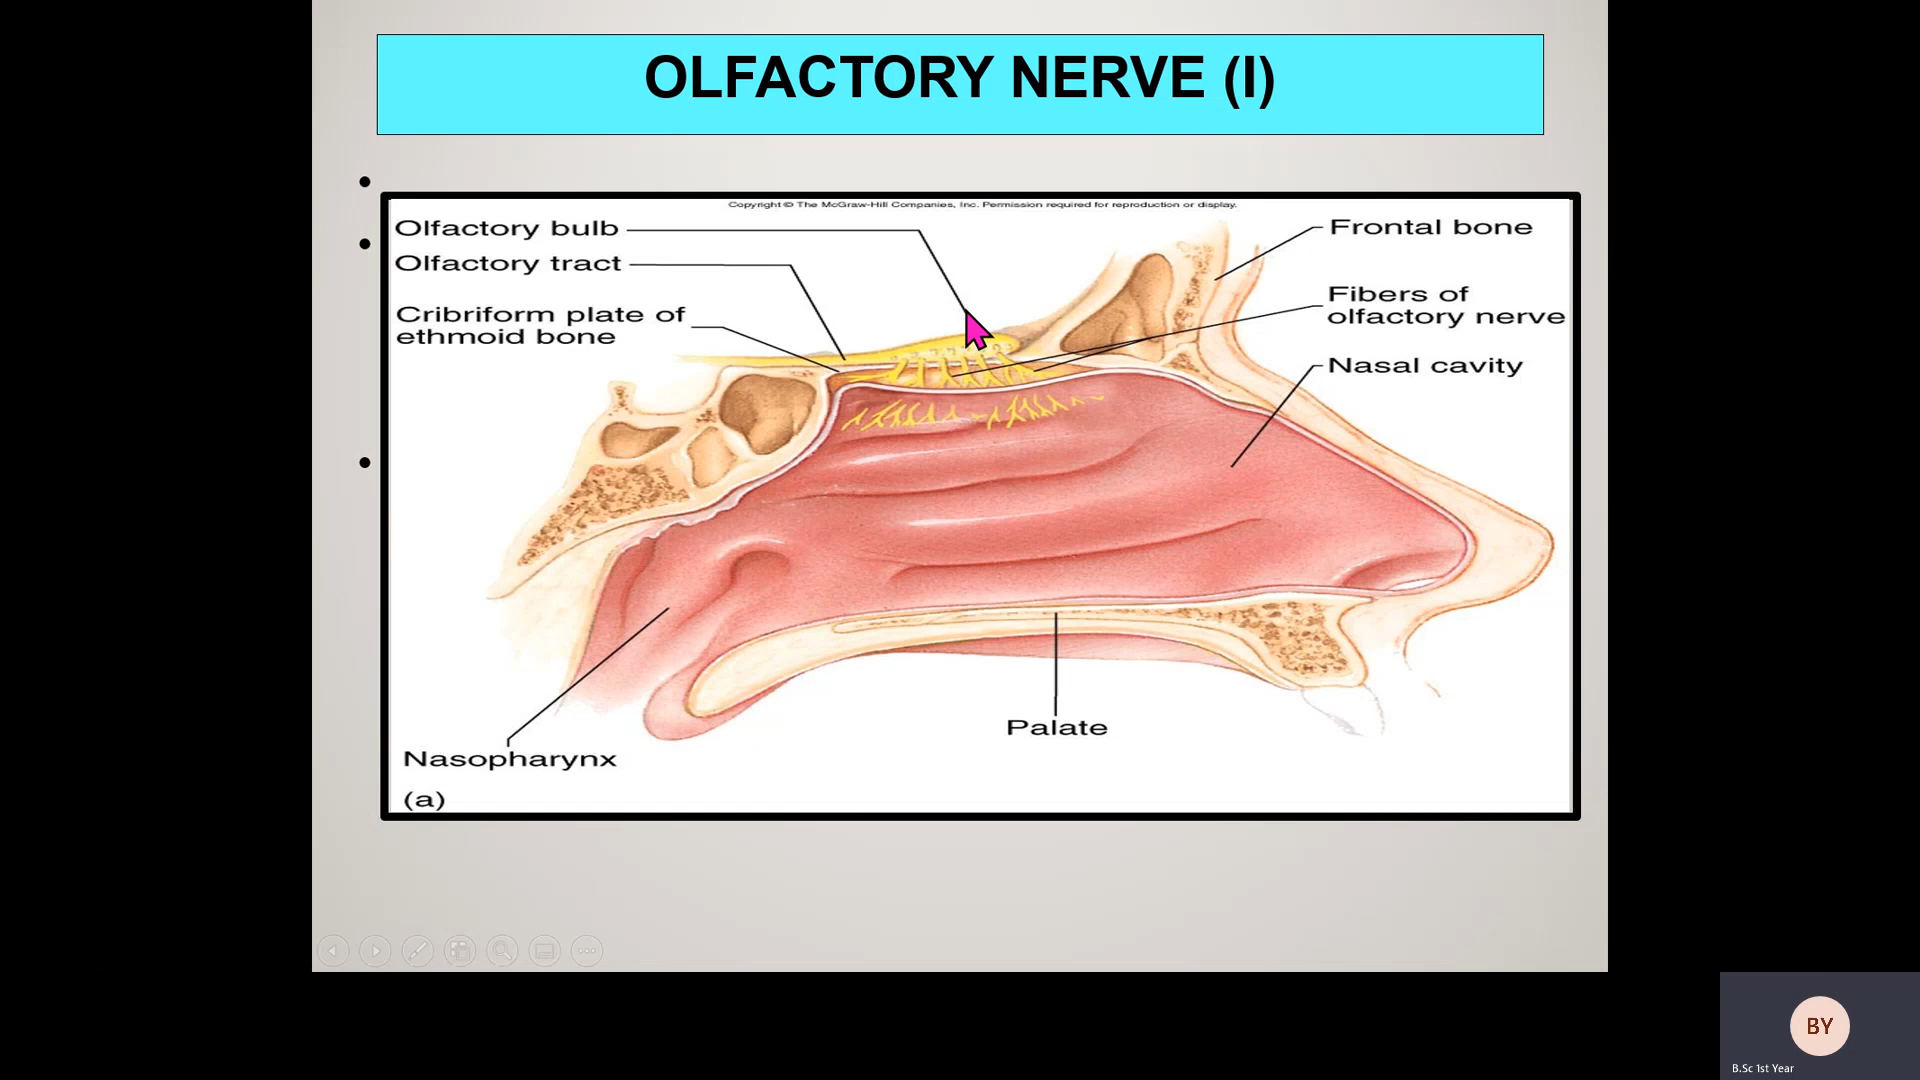 OLFACTORY NERVE (I)
Copyright © The McGraw-Hill Companies, Inc. Permission required for reproduction or display.
Olfactory bulb
Olfactory tract
Cribriform plate of
ethmoid bone
Frontal bone
Fibers of
olfactory nerve
Nasal cavity
Palate
Nasopharynx
(a)
BY
B.Sc 1st Year